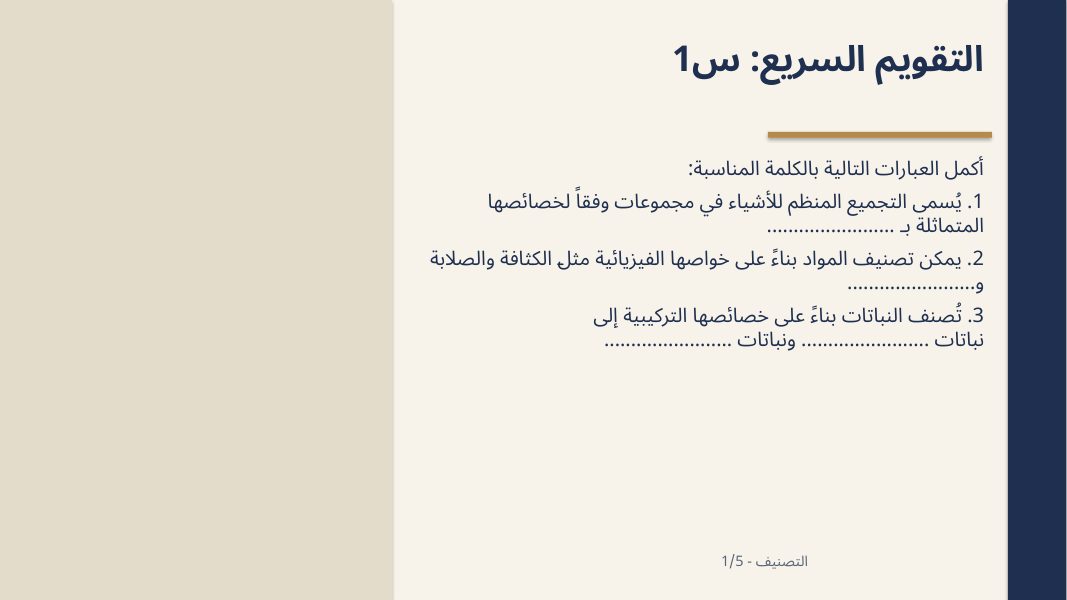 التقويم السريع: س1
أكمل العبارات التالية بالكلمة المناسبة:
1. يُسمى التجميع المنظم للأشياء في مجموعات وفقاً لخصائصها
المتماثلة بـ ........................
2. يمكن تصنيف المواد بناءً على خواصها الفيزيائية مثل الكثافة والصلابة
و........................
3. تُصنف النباتات بناءً على خصائصها التركيبية إلى
نباتات ........................ ونباتات ........................
التصنيف - 1/5